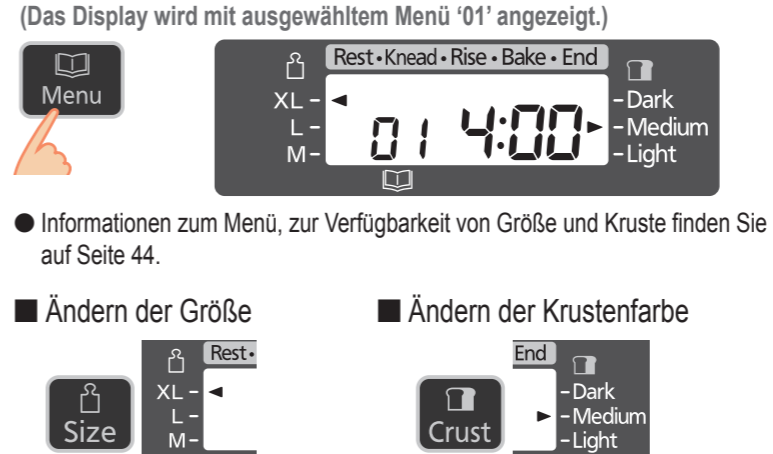 (Das Display wird mit ausgewähltem Menü ‘01’ angezeigt.)
Menu
Rest • Knead • Rise • Bake • End
XL – ◄ – Dark
L – 01 4:00 ► – Medium
M – – Light
● Informationen zum Menü, zur Verfügbarkeit von Größe und Kruste finden Sie
auf Seite 44.
■ Ändern der Größe
Size
Rest •
XL – ◄
L –
M –
■ Ändern der Krustenfarbe
Crust
End
– Dark
► – Medium
– Light